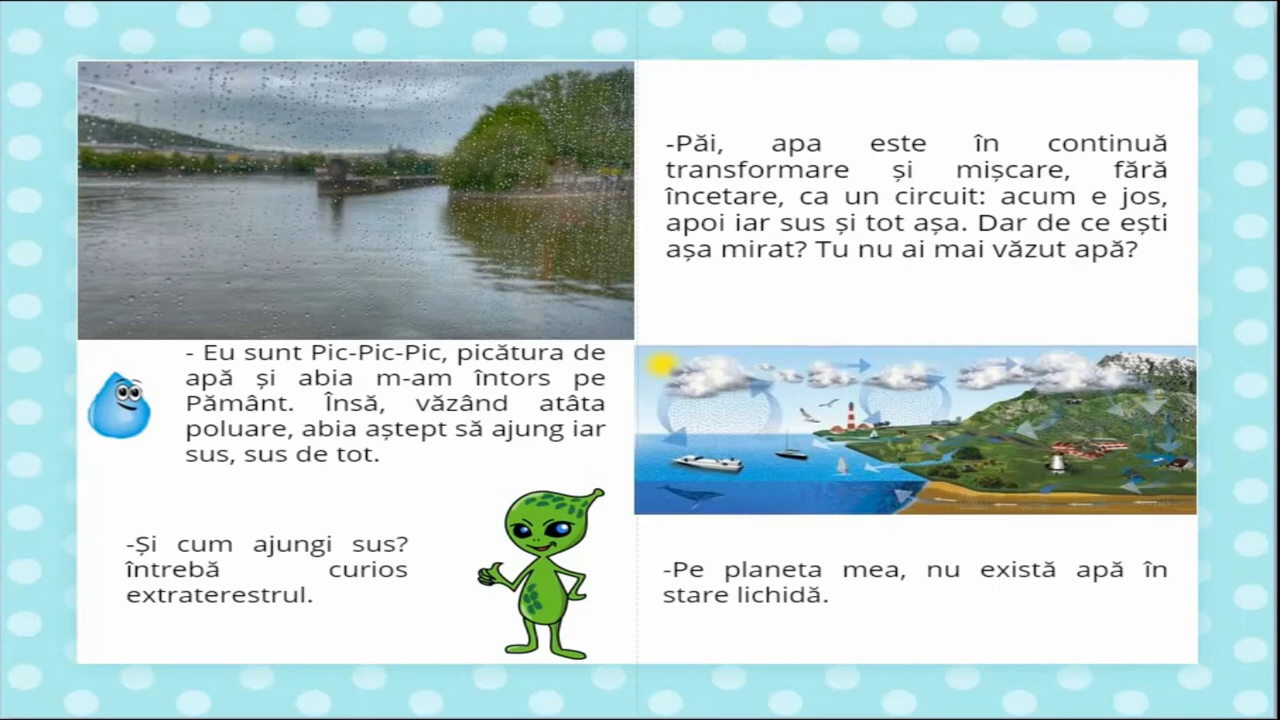 - Eu sunt Pic-Pic-Pic, picătura de
apă și abia m-am întors pe
Pământ. Însă, văzând atâta
poluare, abia aștept să ajung iar
sus, sus de tot.
-Și cum ajungi sus?
întrebă curios
extraterestrul.
-Păi, apa este în continuă
transformare și mișcare, fără
încetare, ca un circuit: acum e jos,
apoi iar sus și tot așa. Dar de ce ești
așa mirat? Tu nu ai mai văzut apă?
-Pe planeta mea, nu există apă în
stare lichidă.